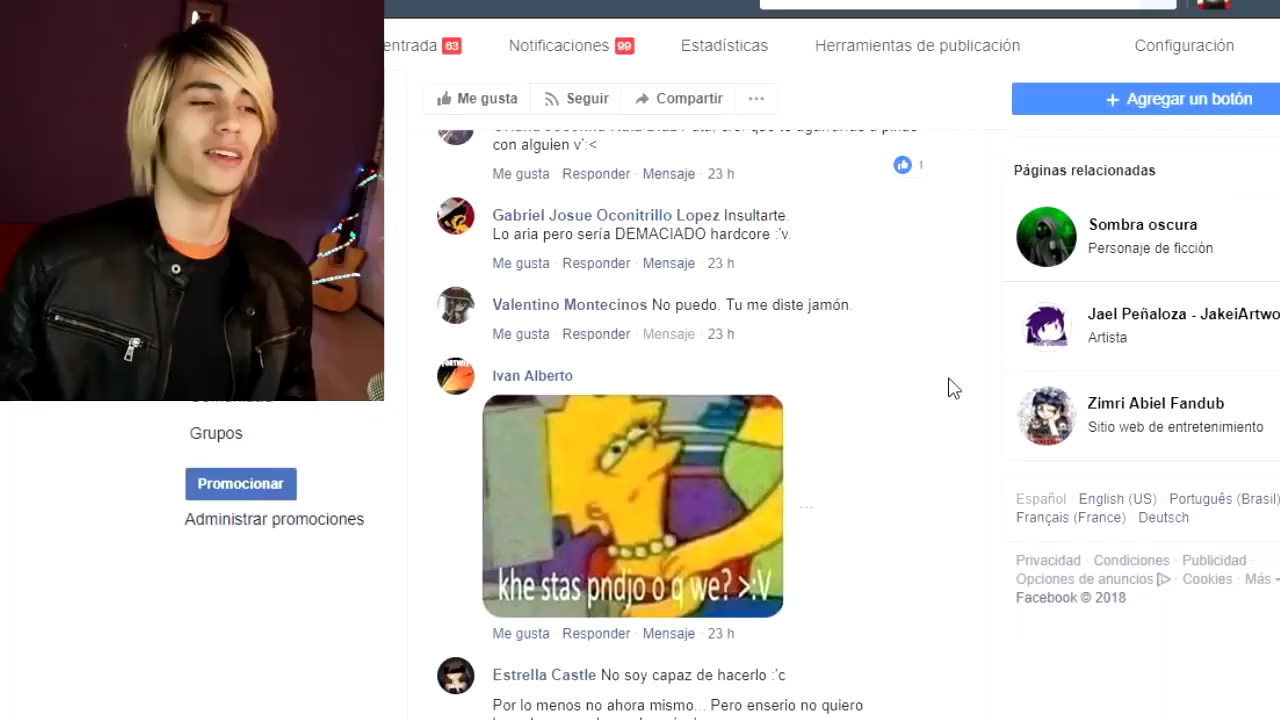 entrada 63
Notificaciones 99
Estadísticas
Herramientas de publicación
Configuración
Me gusta
Seguir
Compartir
...
+ Agregar un botón
con alguien v':<
Me gusta · Responder · Mensaje · 23 h
1
Gabriel Josue Oconitrillo Lopez Insultarte.
Lo aria pero sería DEMACIADO hardcore :'v.
Me gusta · Responder · Mensaje · 23 h
Valentino Montecinos No puedo. Tu me diste jamón.
Me gusta · Responder · Mensaje · 23 h
Ivan Alberto
khe stas pndjo o q we? >:V
...
Me gusta · Responder · Mensaje · 23 h
Estrella Castle No soy capaz de hacerlo :'c
Por lo menos no ahora mismo... Pero enserio no quiero
Grupos
Promocionar
Administrar promociones
Páginas relacionadas
Sombra oscura
Personaje de ficción
Jael Peñaloza - JakeiArtwo
Artista
Zimri Abiel Fandub
Sitio web de entretenimiento
Español · English (US) · Português (Brasil)
Français (France) · Deutsch
Privacidad · Condiciones · Publicidad ·
Opciones de anuncios · Cookies · Más
Facebook © 2018